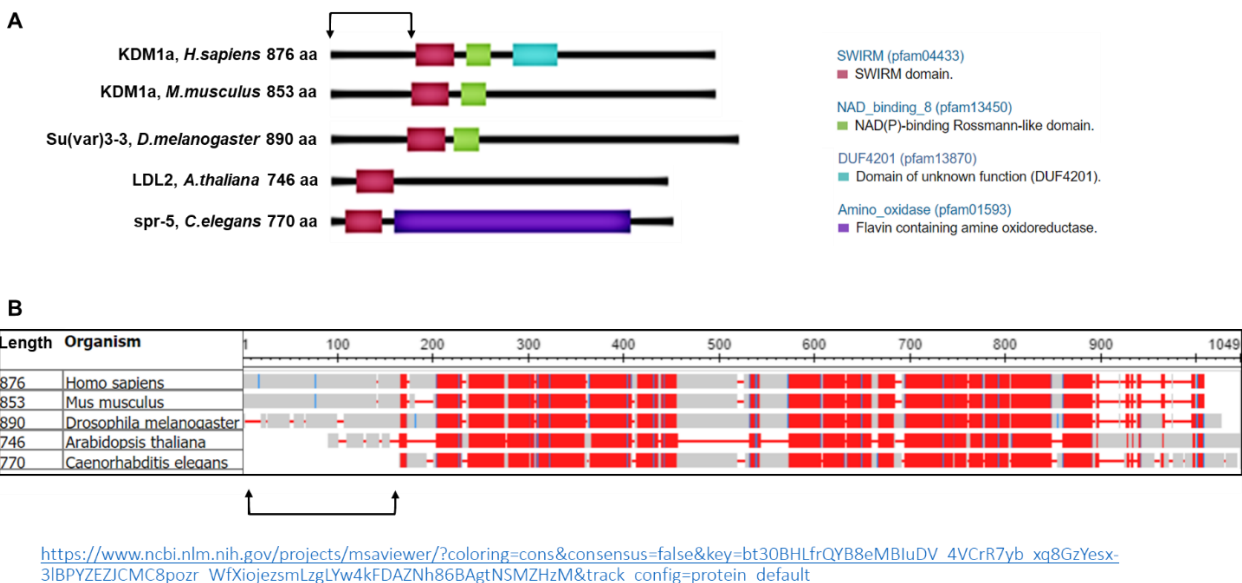 A
KDM1a, H.sapiens 876 aa
KDM1a, M.musculus 853 aa
Su(var)3-3, D.melanogaster 890 aa
LDL2, A.thaliana 746 aa
spr-5, C.elegans 770 aa
SWIRM (pfam04433)
SWIRM domain.
NAD_binding_8 (pfam13450)
NAD(P)-binding Rossmann-like domain.
DUF4201 (pfam13870)
Domain of unknown function (DUF4201).
Amino_oxidase (pfam01593)
Flavin containing amine oxidoreductase.
B
Length Organism 1 100 200 300 400 500 600 700 800 900 1049
876 Homo sapiens
853 Mus musculus
890 Drosophila melanogaster
746 Arabidopsis thaliana
770 Caenorhabditis elegans
https://www.ncbi.nlm.nih.gov/projects/msaviewer/?coloring=cons&consensus=false&key=bt30BHLfrQYB8eMBIuDV_4VCrR7yb_xq8GzYesx-
3lBPYZEZJCMC8pozr_WfXiojezsmLzgLYw4kFDAZNh86BAgtNSMZHzM&track_config=protein_default